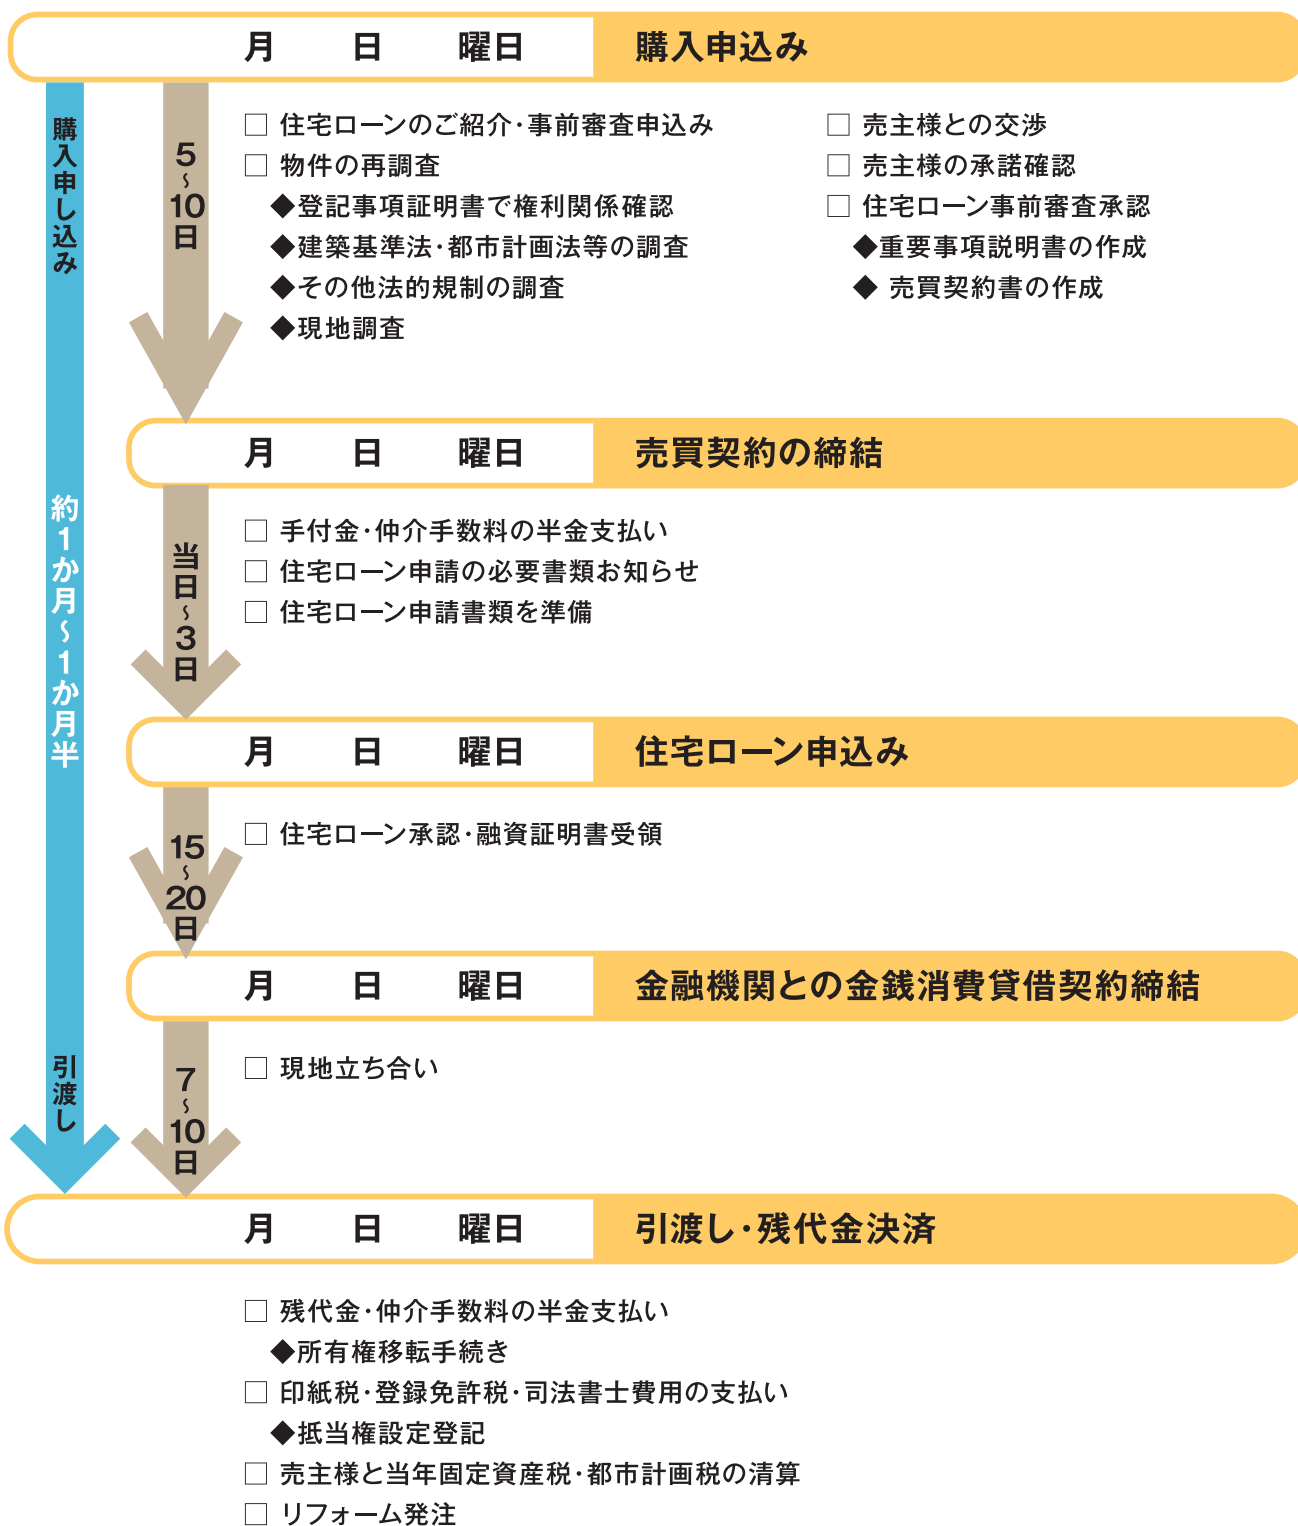 月 日 曜日 購入申込み
購入申し込み
約1か月〜1か月半
引渡し
5〜10日
□ 住宅ローンのご紹介・事前審査申込み
□ 物件の再調査
◆登記事項証明書で権利関係確認
◆建築基準法・都市計画法等の調査
◆その他法的規制の調査
◆現地調査
□ 売主様との交渉
□ 売主様の承諾確認
□ 住宅ローン事前審査承認
◆重要事項説明書の作成
◆ 売買契約書の作成
月 日 曜日 売買契約の締結
当日〜3日
□ 手付金・仲介手数料の半金支払い
□ 住宅ローン申請の必要書類お知らせ
□ 住宅ローン申請書類を準備
月 日 曜日 住宅ローン申込み
15〜20日
□ 住宅ローン承認・融資証明書受領
月 日 曜日 金融機関との金銭消費貸借契約締結
7〜10日
□ 現地立ち合い
月 日 曜日 引渡し・残代金決済
□ 残代金・仲介手数料の半金支払い
◆所有権移転手続き
□ 印紙税・登録免許税・司法書士費用の支払い
◆抵当権設定登記
□ 売主様と当年固定資産税・都市計画税の清算
□ リフォーム発注